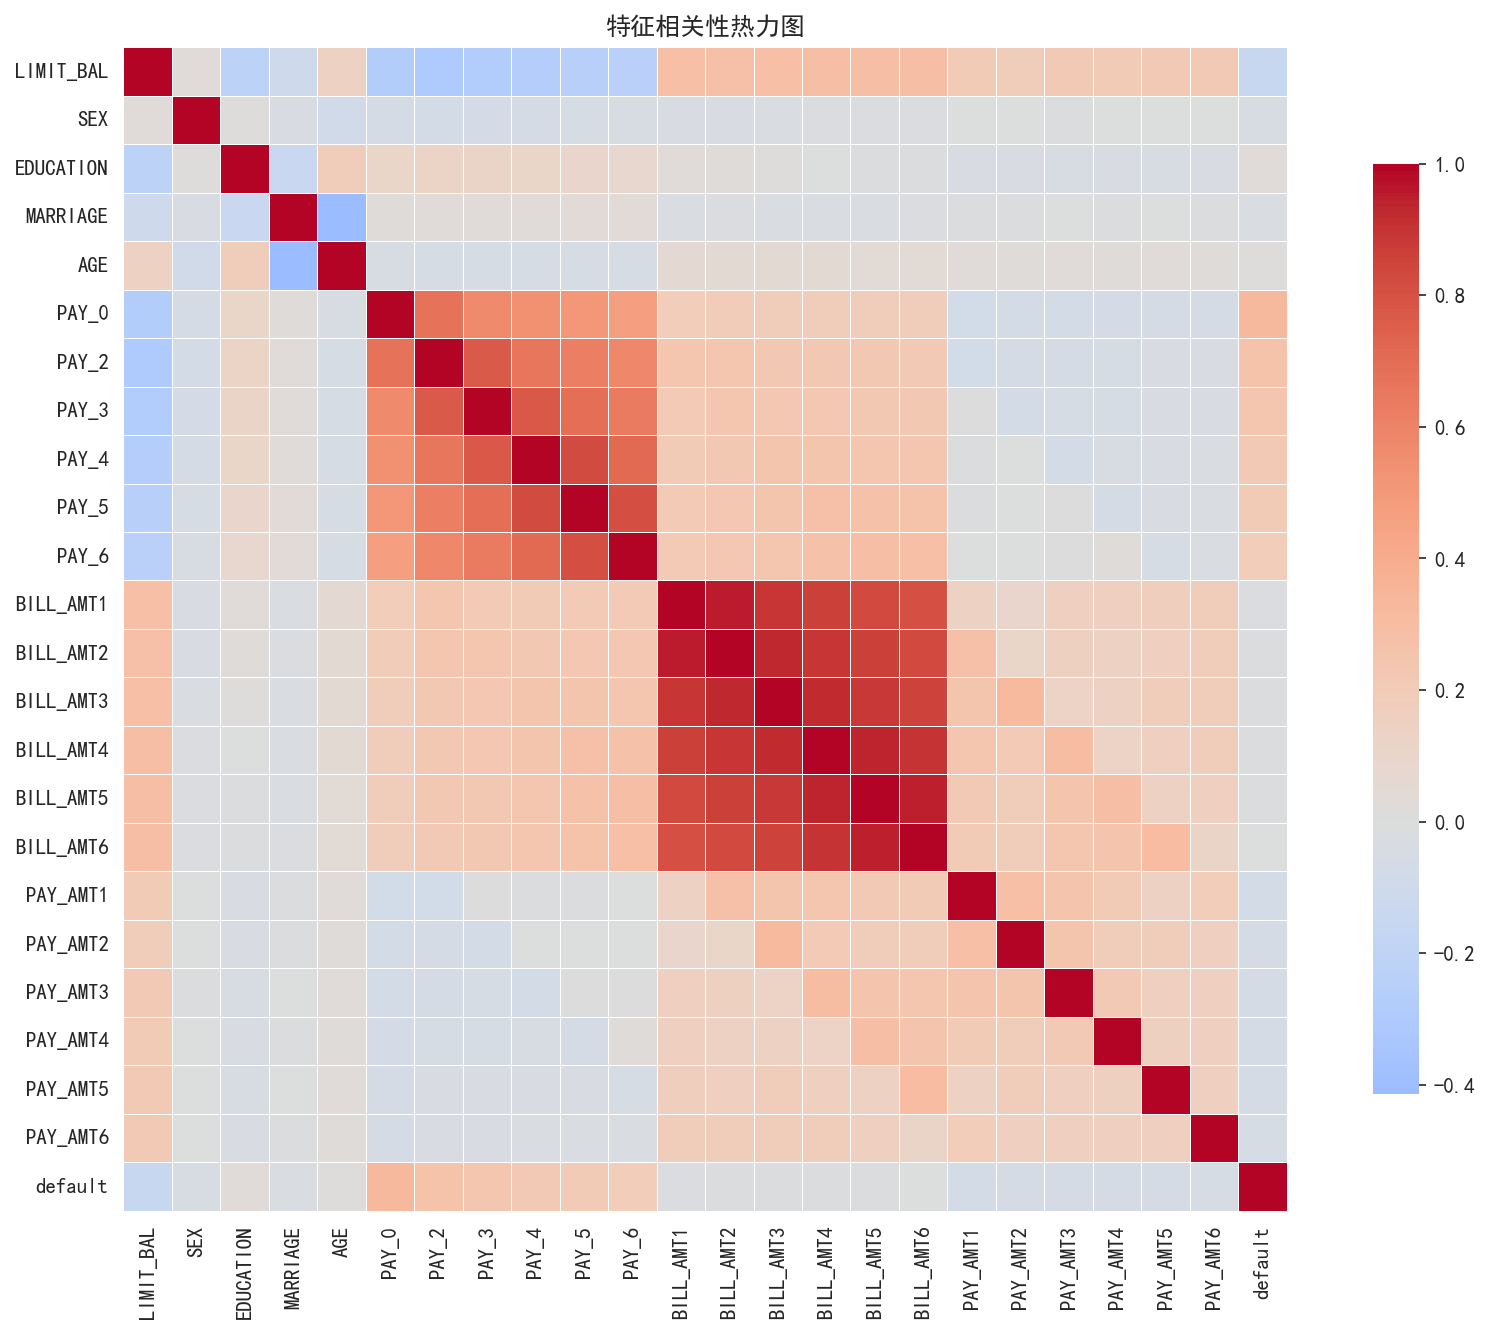 特征相关性热力图
LIMIT_BAL
SEX
EDUCATION
MARRIAGE
AGE
PAY_0
PAY_2
PAY_3
PAY_4
PAY_5
PAY_6
BILL_AMT1
BILL_AMT2
BILL_AMT3
BILL_AMT4
BILL_AMT5
BILL_AMT6
PAY_AMT1
PAY_AMT2
PAY_AMT3
PAY_AMT4
PAY_AMT5
PAY_AMT6
default
LIMIT_BAL
SEX
EDUCATION
MARRIAGE
AGE
PAY_0
PAY_2
PAY_3
PAY_4
PAY_5
PAY_6
BILL_AMT1
BILL_AMT2
BILL_AMT3
BILL_AMT4
BILL_AMT5
BILL_AMT6
PAY_AMT1
PAY_AMT2
PAY_AMT3
PAY_AMT4
PAY_AMT5
PAY_AMT6
default
1.0
0.8
0.6
0.4
0.2
0.0
−0.2
−0.4